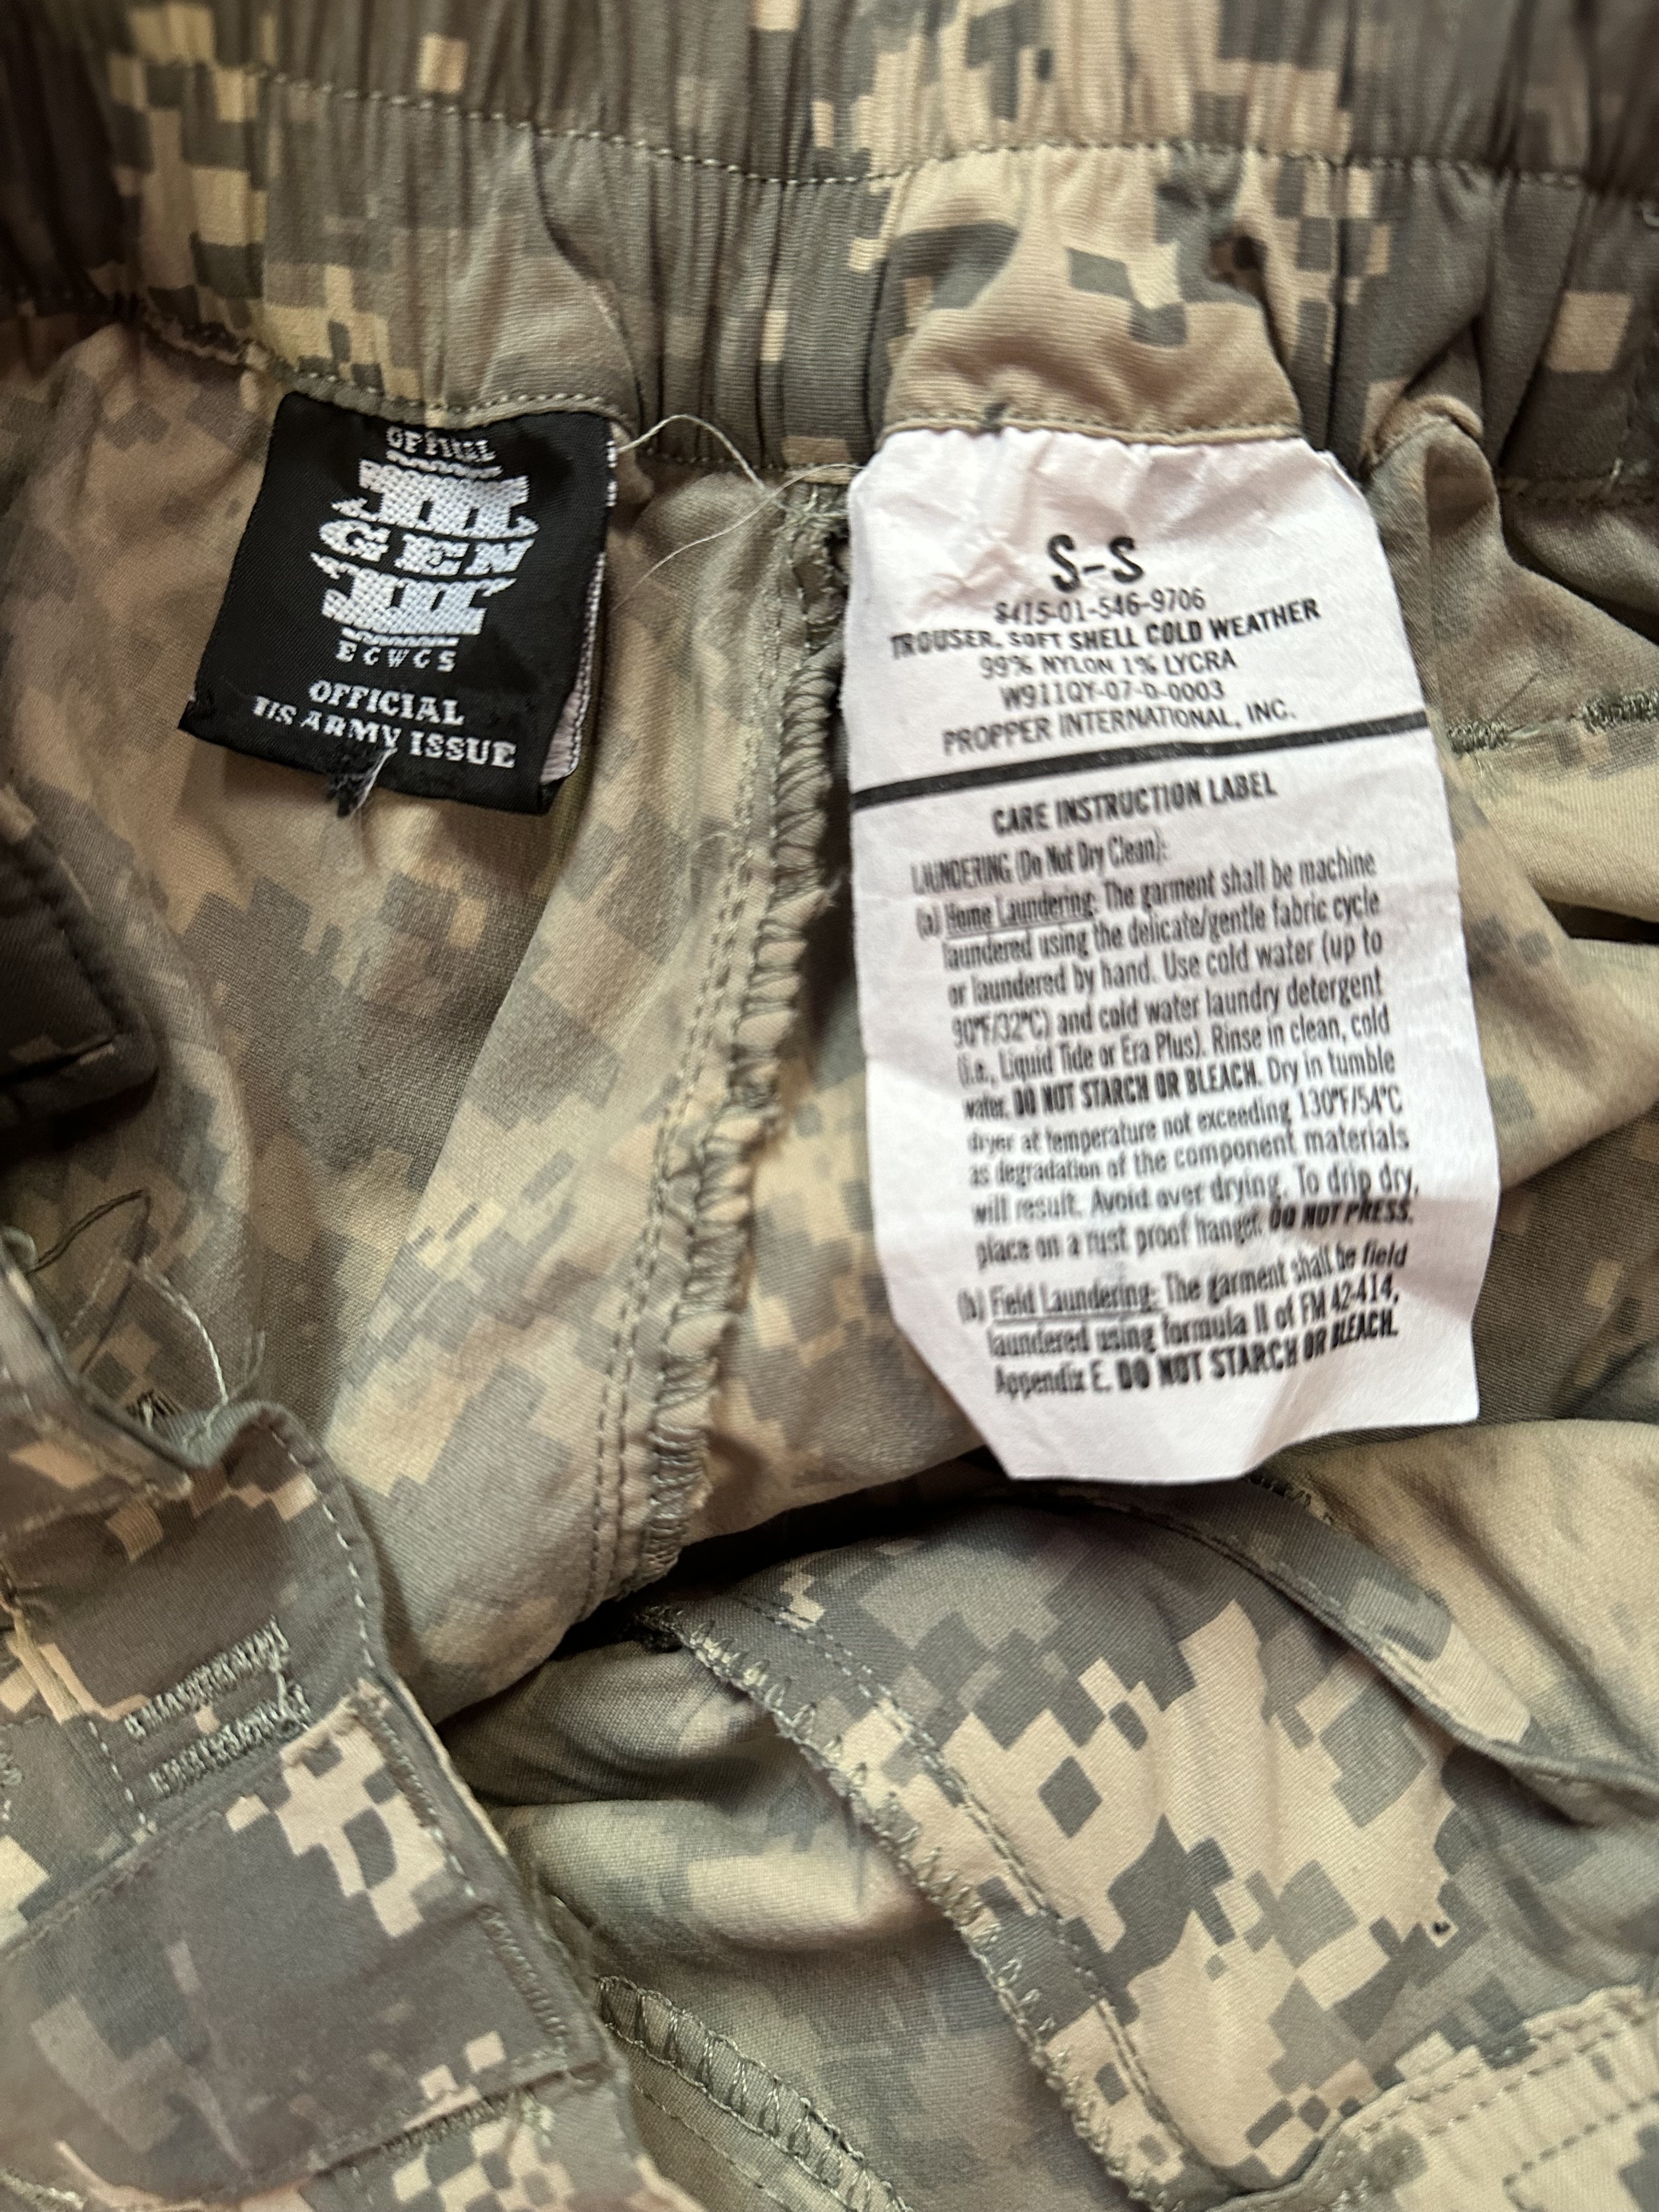 OFFICIAL
III
GEN
III
ECWCS
OFFICIAL
US ARMY ISSUE
S-S
8415-01-546-9706
TROUSER, SOFT SHELL COLD WEATHER
99% NYLON 1% LYCRA
W911QY-07-D-0003
PROPPER INTERNATIONAL, INC.
CARE INSTRUCTION LABEL
LAUNDERING (Do Not Dry Clean):
(a) Home Laundering: The garment shall be machine
laundered using the delicate/gentle fabric cycle
or laundered by hand. Use cold water (up to
90°F/32°C) and cold water laundry detergent
(i.e., Liquid Tide or Era Plus). Rinse in clean, cold
water. DO NOT STARCH OR BLEACH. Dry in tumble
dryer at temperature not exceeding 130°F/54°C
as degradation of the component materials
will result. Avoid over drying. To drip dry,
place on a rust proof hanger. DO NOT PRESS.
(b) Field Laundering: The garment shall be field
laundered using formula II of FM 42-414,
Appendix E. DO NOT STARCH OR BLEACH.